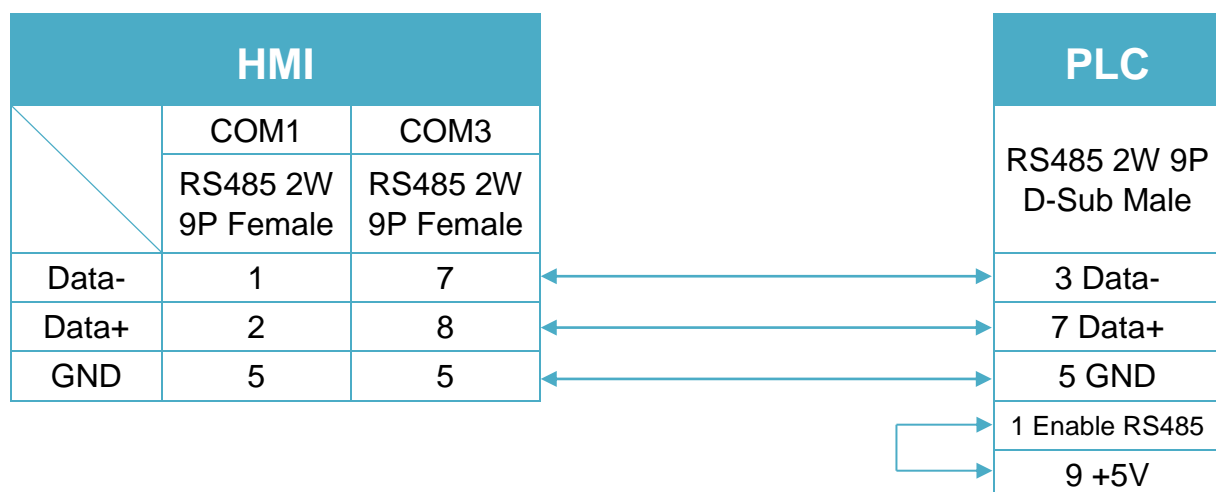 HMI
PLC
COM1 COM3
RS485 2W
9P Female
RS485 2W
9P Female
RS485 2W 9P
D-Sub Male
Data- 1 7 3 Data-
Data+ 2 8 7 Data+
GND 5 5 5 GND
1 Enable RS485
9 +5V